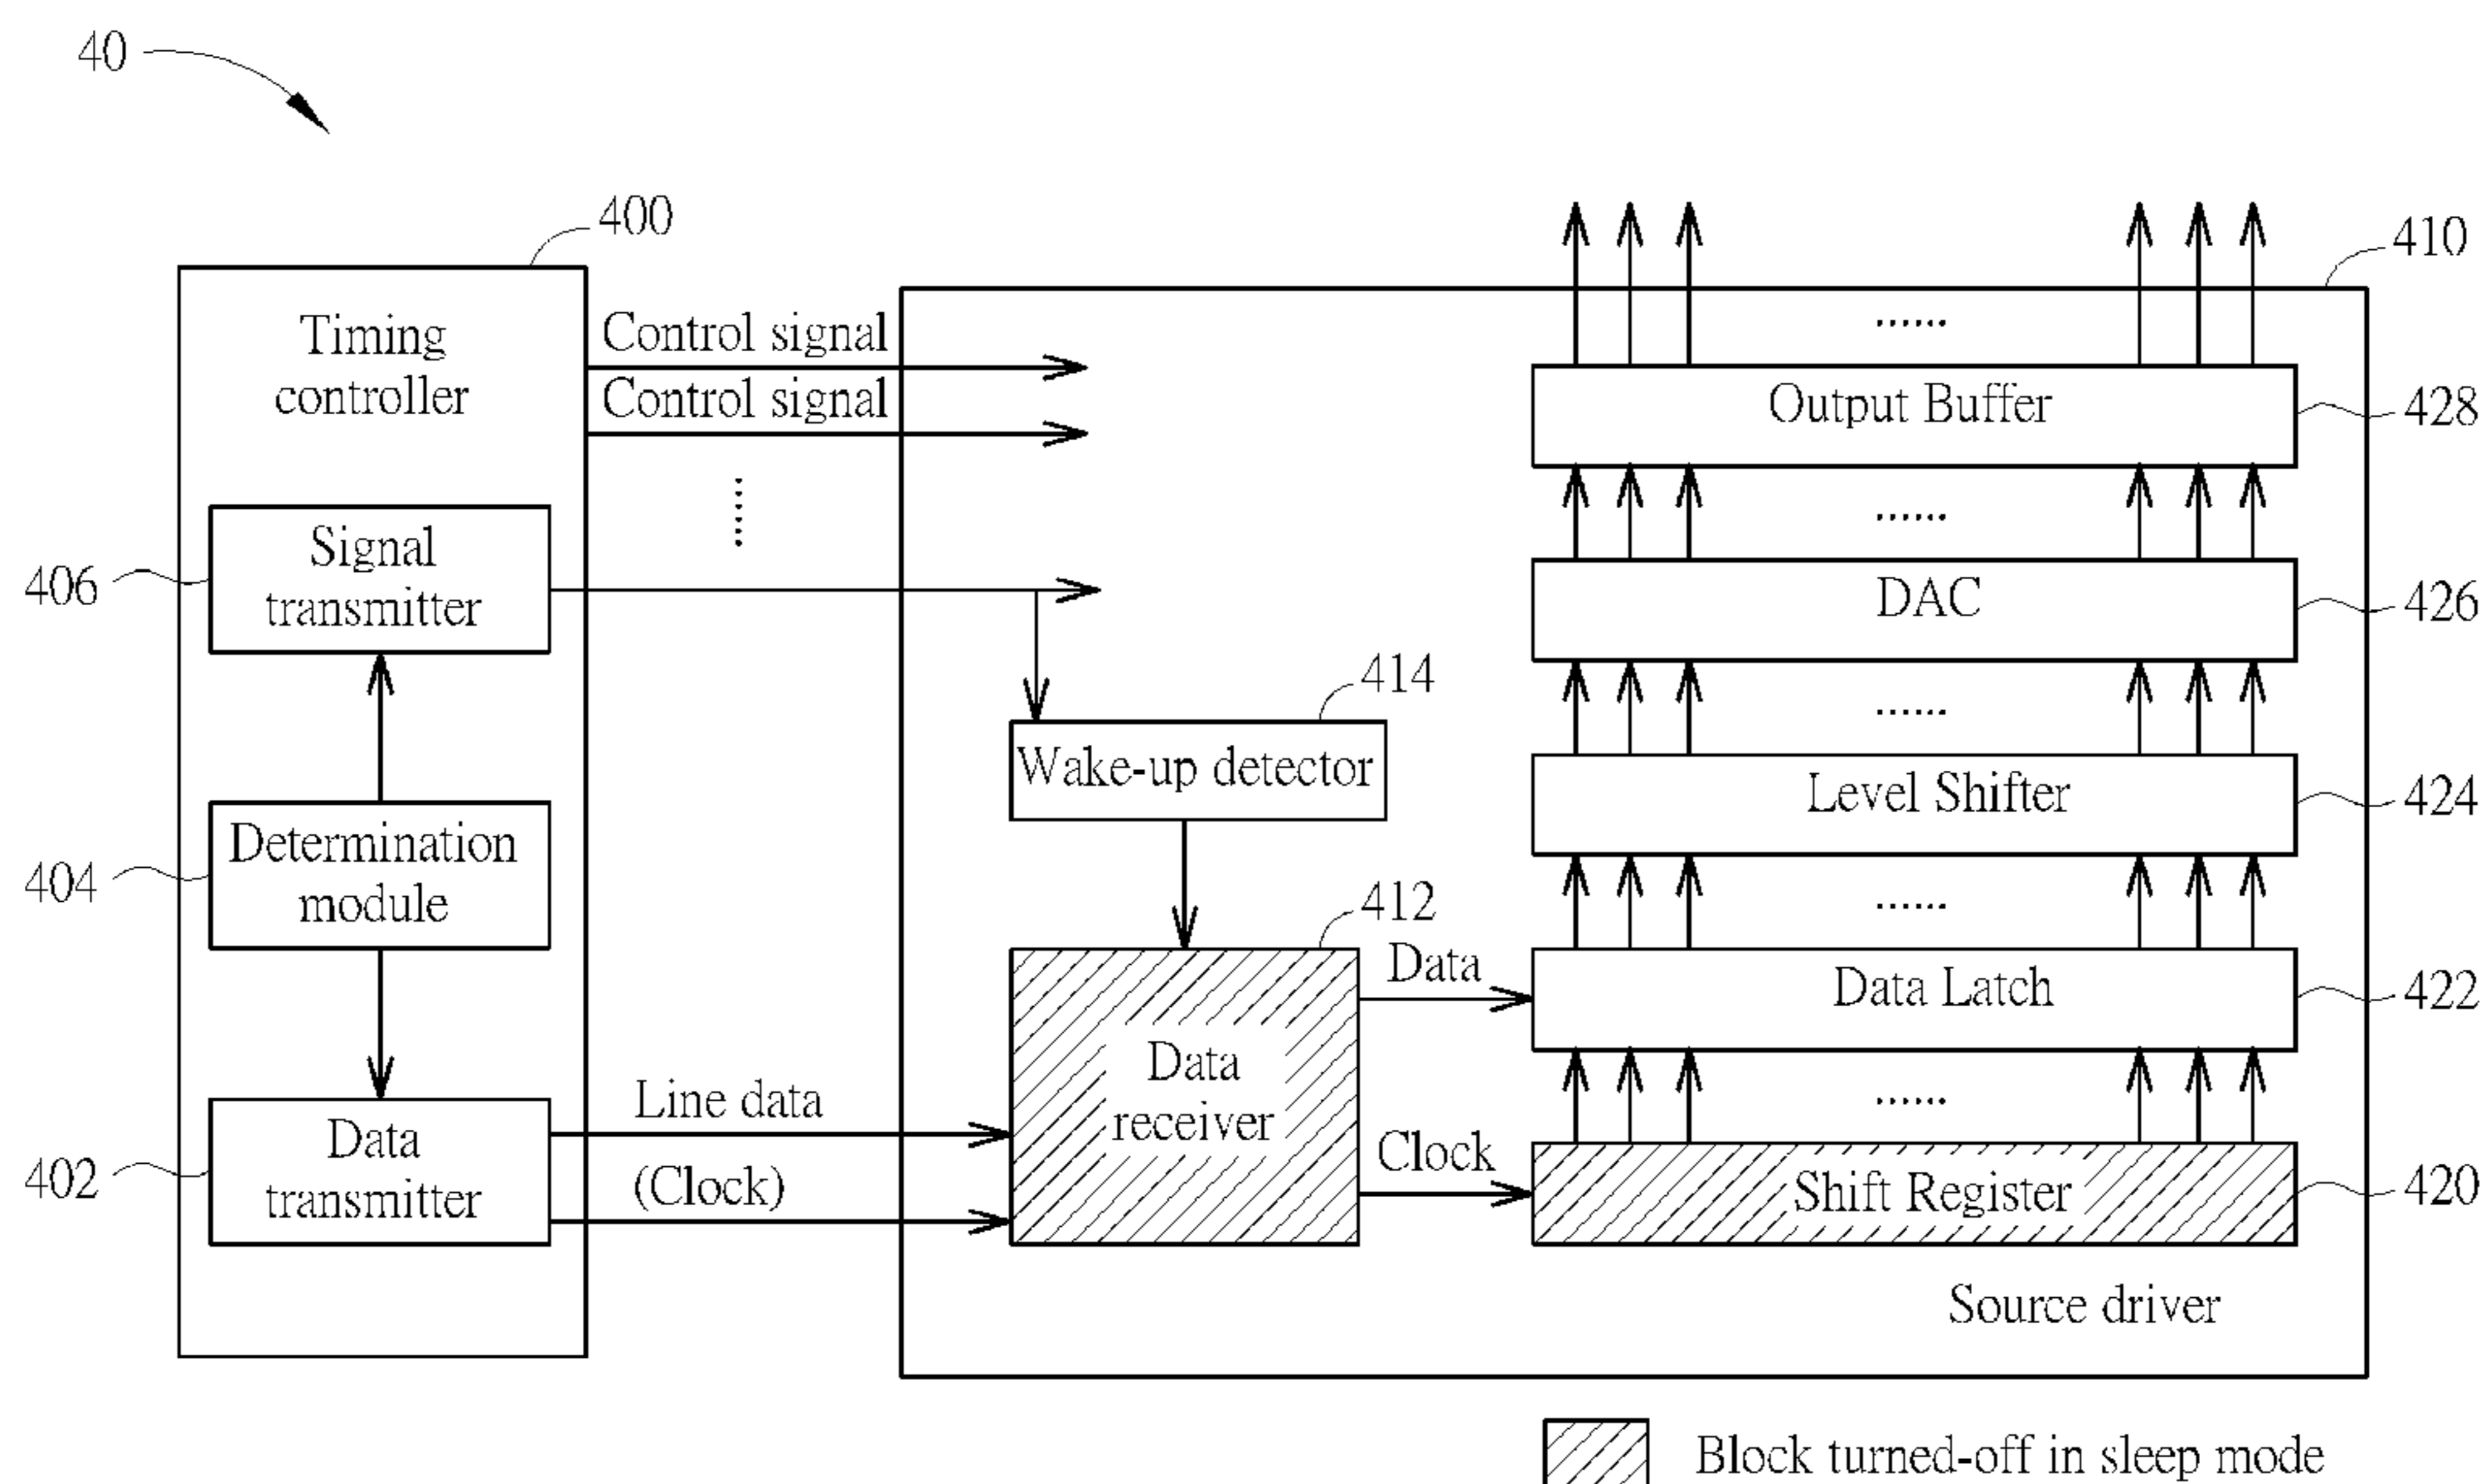 40
400
410
Timing
controller
Control signal
Control signal
......
......
Output Buffer
428
......
Signal
transmitter
406
DAC
426
......
414
Wake-up detector
Level Shifter
424
Determination
module
404
412
......
Data
Data Latch
422
Data
receiver
Line data
......
Data
transmitter
402
(Clock)
Clock
Shift Register
420
Source driver
Block turned-off in sleep mode